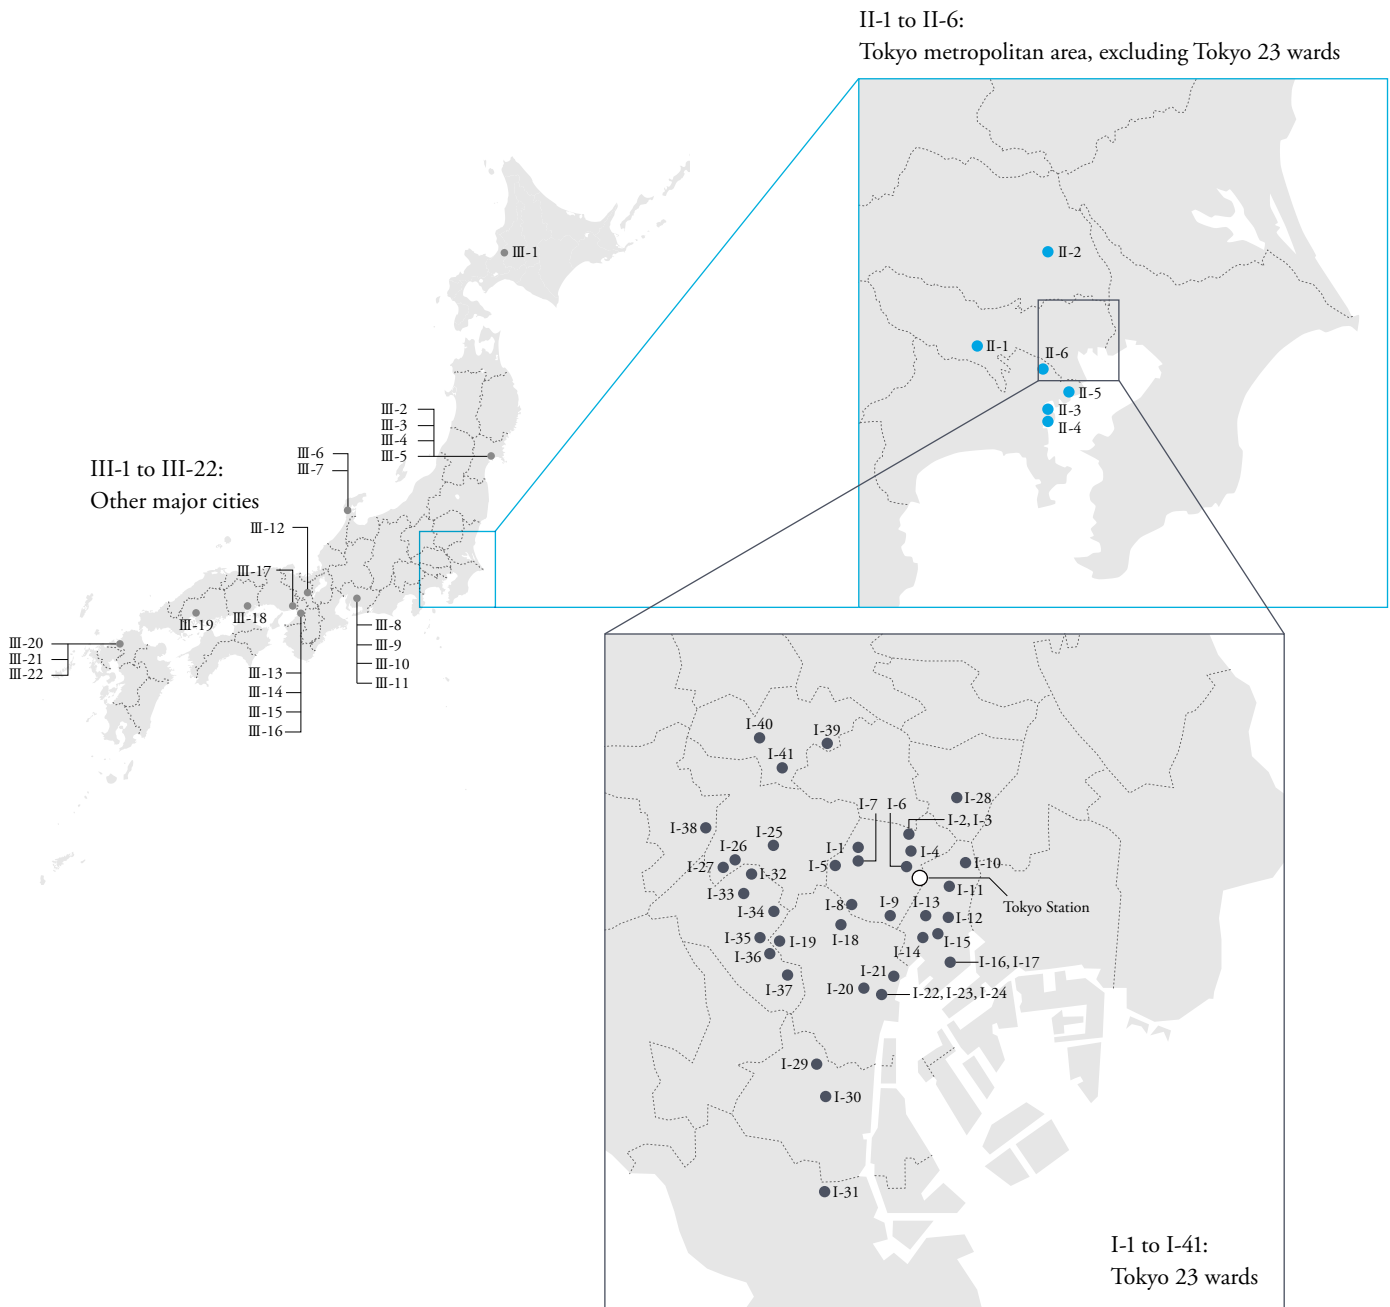 II-1 to II-6:
Tokyo metropolitan area, excluding Tokyo 23 wards
II-2
II-1
II-6
II-5
II-3
II-4
III-1
III-2
III-3
III-4
III-5
III-6
III-7
III-1 to III-22:
Other major cities
III-12
III-17
III-19
III-18
III-20
III-21
III-22
III-8
III-9
III-10
III-11
III-13
III-14
III-15
III-16
I-40
I-39
I-41
I-7
I-6
I-28
I-2, I-3
I-38
I-25
I-26
I-27
I-32
I-33
I-34
I-1
I-5
I-4
I-10
I-11
Tokyo Station
I-8
I-9
I-13
I-12
I-18
I-14
I-15
I-35
I-19
I-36
I-37
I-16, I-17
I-21
I-20
I-22, I-23, I-24
I-29
I-30
I-31
I-1 to I-41:
Tokyo 23 wards